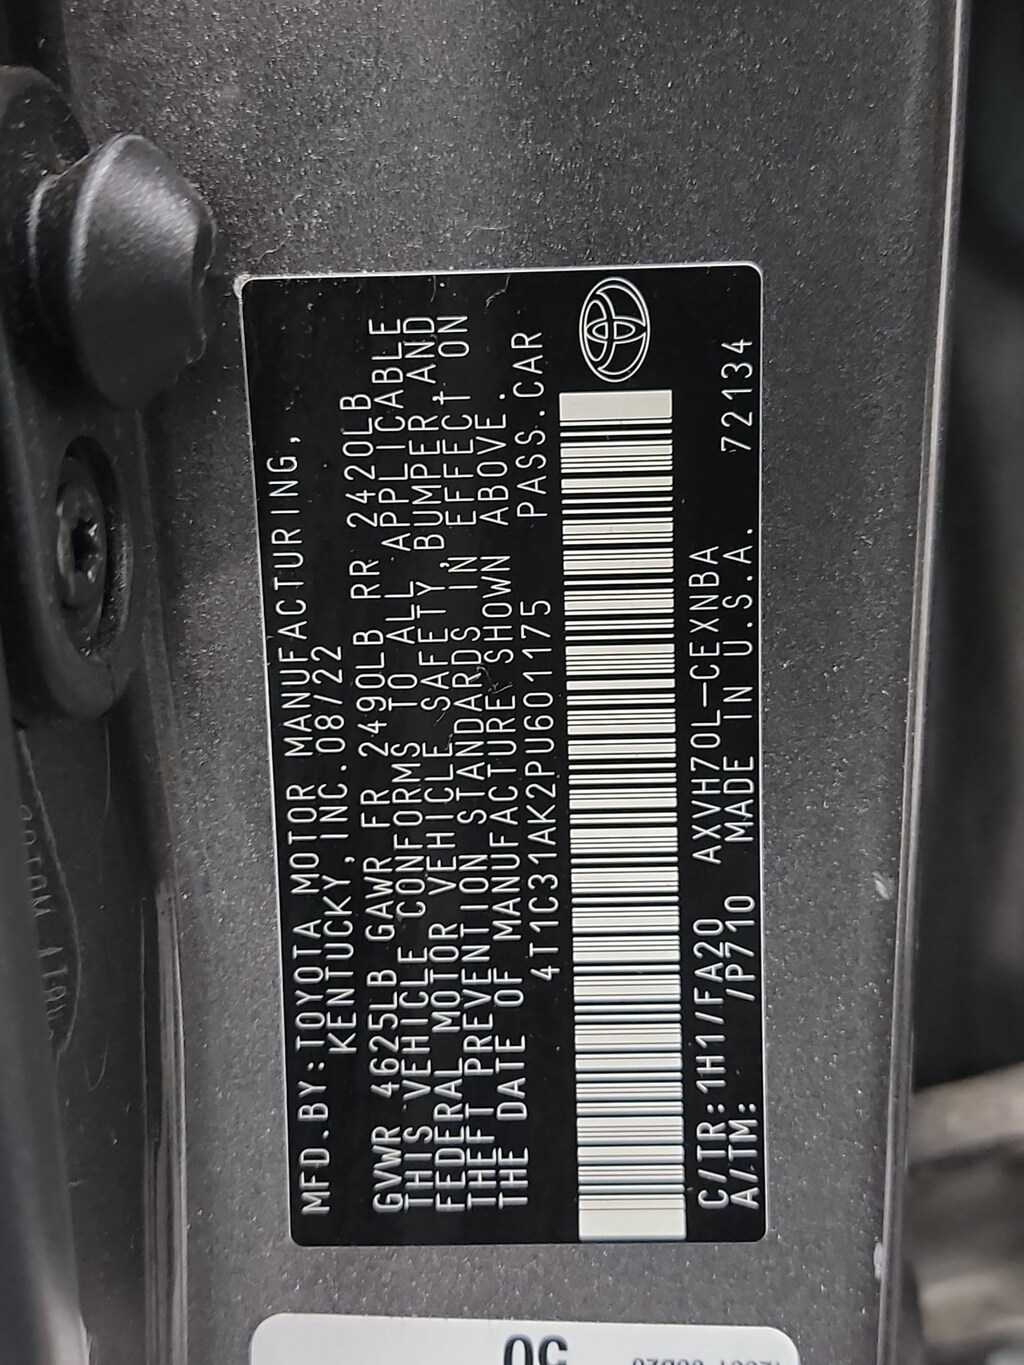 MFD.BY:TOYOTA MOTOR MANUFACTURING,
KENTUCKY, INC.08/22
GVWR 4625LB GAWR FR 2490LB RR 2420LB
THIS VEHICLE CONFORMS TO ALL APPLICABLE
FEDERAL MOTOR VEHICLE SAFETY, BUMPER, AND
THEFT PREVENTION STANDARDS IN EFFECT ON
THE DATE OF MANUFACTURE SHOWN ABOVE.
4T1C31AK2PU601175 PASS.CAR
C/TR:1H1/FA20 AXVH70L-CEXNBA
A/TM: /P710 MADE IN U.S.A. 72134